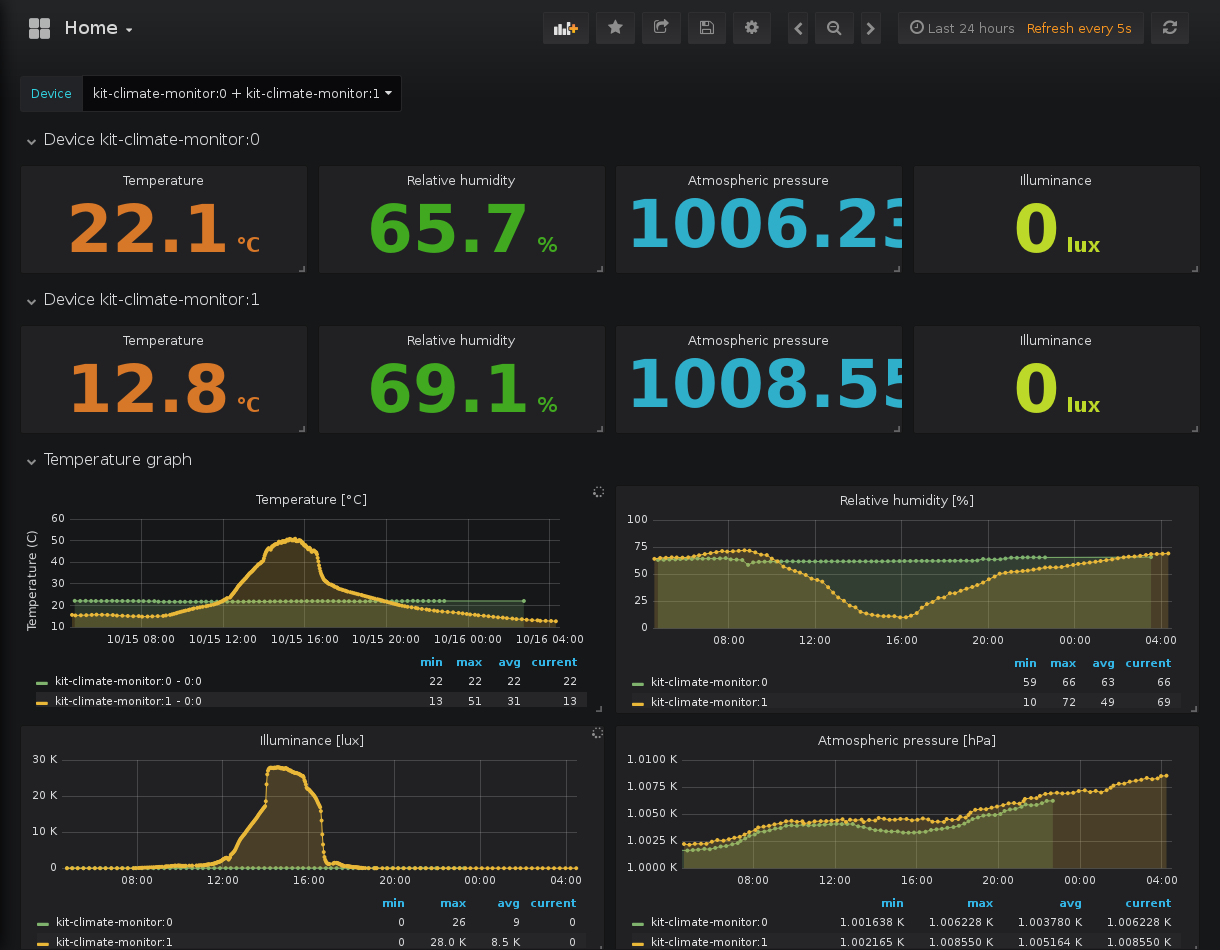 Home
Last 24 hours Refresh every 5s
Device kit-climate-monitor:0 + kit-climate-monitor:1
Device kit-climate-monitor:0
Temperature Relative humidity Atmospheric pressure Illuminance
22.1 °C 65.7 % 1006.23 0 lux
Device kit-climate-monitor:1
Temperature Relative humidity Atmospheric pressure Illuminance
12.8 °C 69.1 % 1008.55 0 lux
Temperature graph
Temperature [°C]
Temperature (C)
60
50
40
30
20
10
10/15 08:00 10/15 12:00 10/15 16:00 10/15 20:00 10/16 00:00 10/16 04:00
min max avg current
kit-climate-monitor:0 - 0:0 22 22 22 22
kit-climate-monitor:1 - 0:0 13 51 31 13
Relative humidity [%]
100
75
50
25
0
08:00 12:00 16:00 20:00 00:00 04:00
min max avg current
kit-climate-monitor:0 59 66 63 66
kit-climate-monitor:1 10 72 49 69
Illuminance [lux]
30 K
20 K
10 K
0
08:00 12:00 16:00 20:00 00:00 04:00
min max avg current
kit-climate-monitor:0 0 26 9 0
kit-climate-monitor:1 0 28.0 K 8.5 K 0
Atmospheric pressure [hPa]
1.0100 K
1.0075 K
1.0050 K
1.0025 K
1.0000 K
08:00 12:00 16:00 20:00 00:00 04:00
min max avg current
kit-climate-monitor:0 1.001638 K 1.006228 K 1.003780 K 1.006228 K
kit-climate-monitor:1 1.002165 K 1.008550 K 1.005164 K 1.008550 K